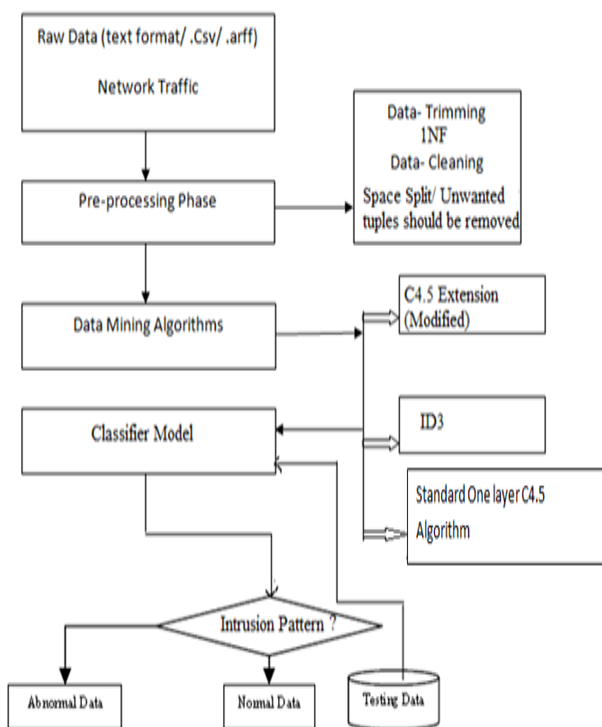 Raw Data (text format/ .Csv/ .arff)
Network Traffic
Data- Trimming
1NF
Data- Cleaning
Space Split/ Unwanted
tuples should be removed
Pre-processing Phase
C4.5 Extension
(Modified)
Data Mining Algorithms
ID3
Classifier Model
Standard One layer C4.5
Algorithm
Intrusion Pattern ?
Abnormal Data
Normal Data
Testing Data